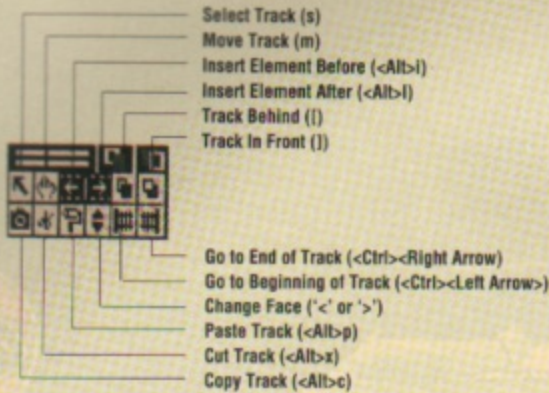 Select Track (s)
Move Track (m)
Insert Element Before (<Alt>i)
Insert Element After (<Alt>I)
Track Behind ([)
Track In Front (])
Go to End of Track (<Ctrl><Right Arrow)
Go to Beginning of Track (<Ctrl><Left Arrow>)
Change Face ('<' or '>')
Paste Track (<Alt>p)
Cut Track (<Alt>x)
Copy Track (<Alt>c)